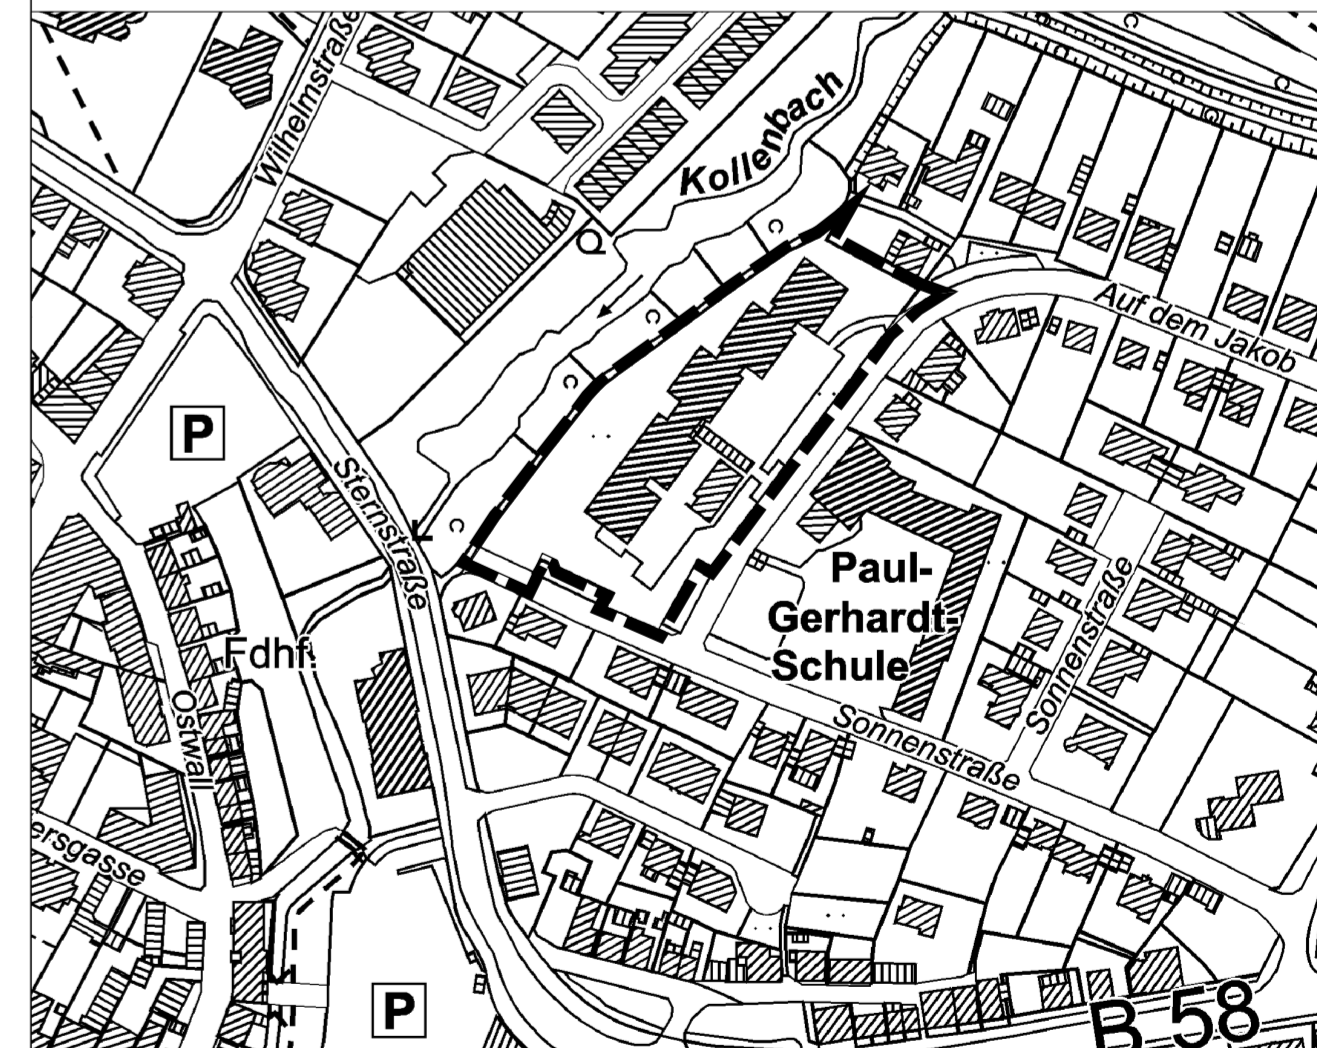 Wilhelmstraße
Kollenbach
Auf dem Jakob
P
Sternstraße
Paul-
Gerhardt-
Schule
Sonnenstraße
Fdhf.
Ostwall
Sonnenstraße
ersgasse
P
B 58